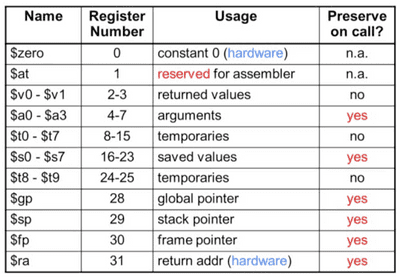 Name Register Number Usage Preserve on call?
$zero 0 constant 0 (hardware) n.a.
$at 1 reserved for assembler n.a.
$v0 - $v1 2-3 returned values no
$a0 - $a3 4-7 arguments yes
$t0 - $t7 8-15 temporaries no
$s0 - $s7 16-23 saved values yes
$t8 - $t9 24-25 temporaries no
$gp 28 global pointer yes
$sp 29 stack pointer yes
$fp 30 frame pointer yes
$ra 31 return addr (hardware) yes